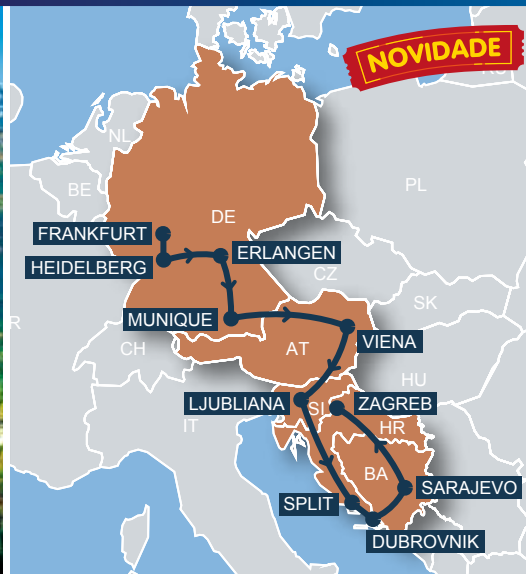 NOVIDADE
NL
PL
BE
DE
FRANKFURT
ERLANGEN
HEIDELBERG
CZ
SK
MUNIQUE
R
VIENA
CH
AT
HU
LJUBLIANA
SI
ZAGREB
IT
HR
BA
SARAJEVO
SPLIT
DUBROVNIK